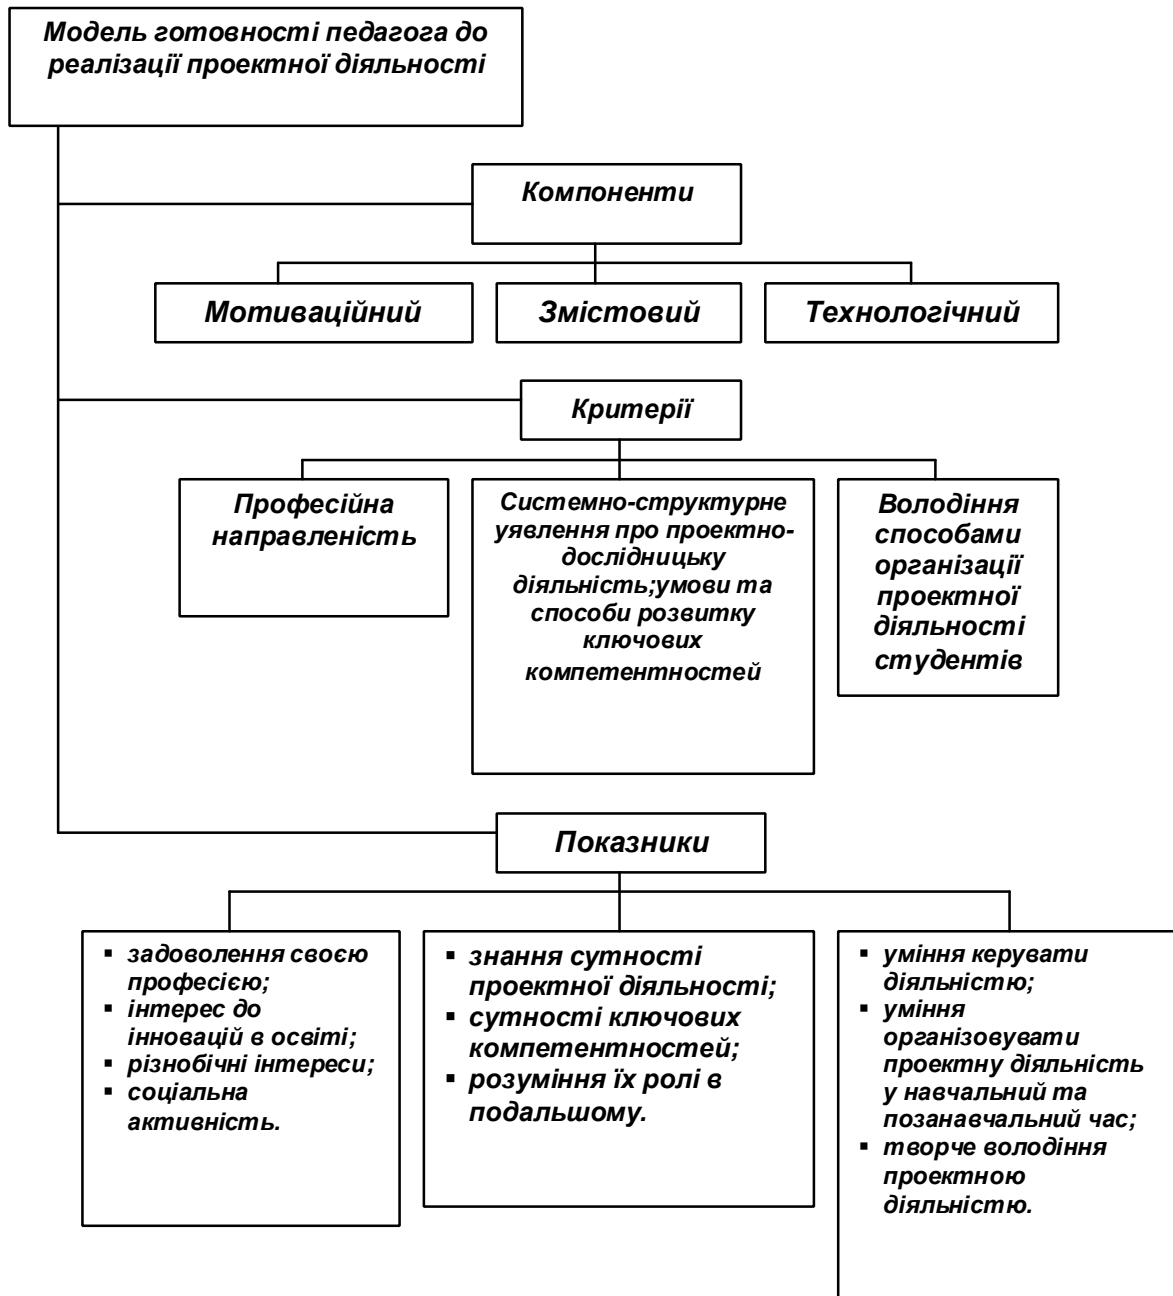 Модель готовності педагога до
реалізації проектної діяльності
Компоненти
Мотиваційний
Змістовий
Технологічний
Критерії
Професійна
направленість
Системно-структурне
уявлення про проектно-
дослідницьку
діяльність;умови та
способи розвитку
ключових
компетентностей
Володіння
способами
організації
проектної
діяльності
студентів
Показники
▪ задоволення своєю
професією;
▪ інтерес до
інновацій в освіті;
▪ різнобічні інтереси;
▪ соціальна
активність.
▪ знання сутності
проектної діяльності;
▪ сутності ключових
компетентностей;
▪ розуміння їх ролі в
подальшому.
▪ уміння керувати
діяльністю;
▪ уміння
організовувати
проектну діяльність
у навчальний та
позанавчальний час;
▪ творче володіння
проектною
діяльністю.